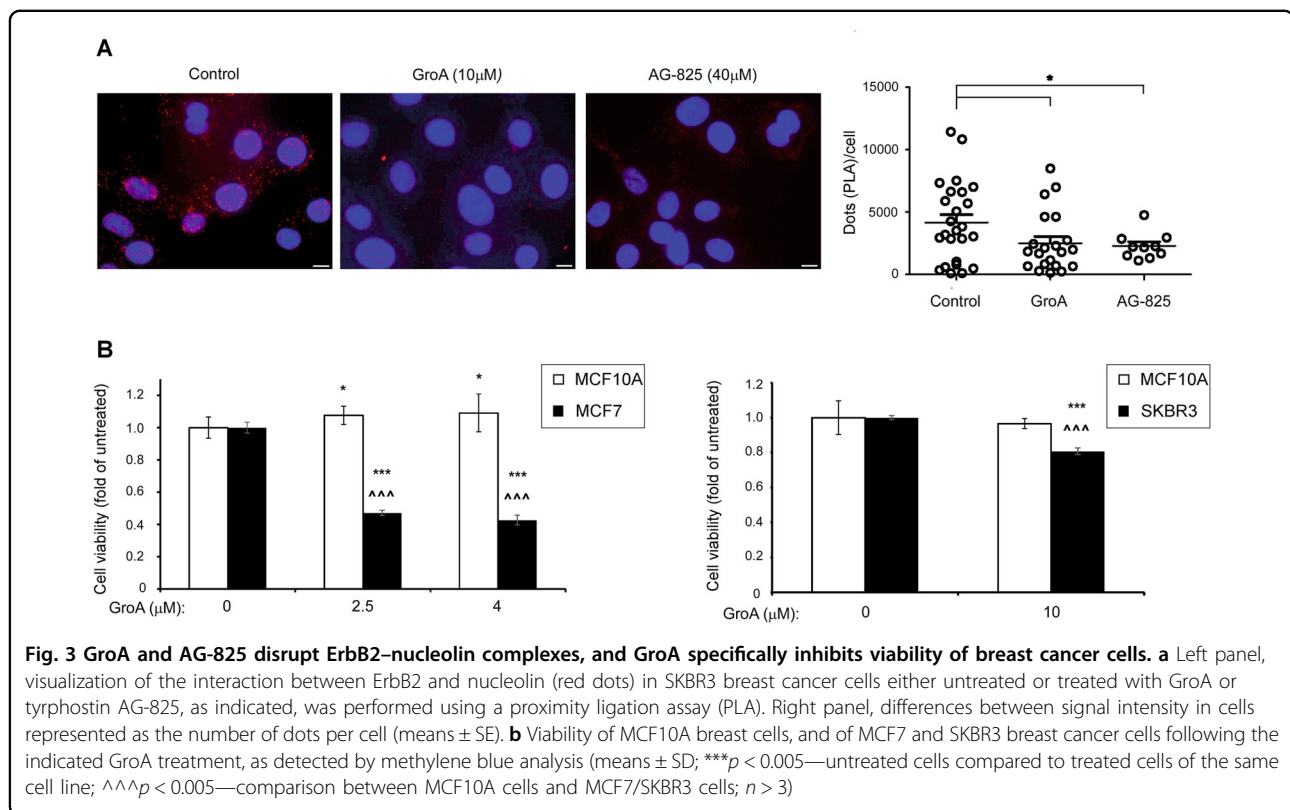 A
Control
GroA (10μM)
AG-825 (40μM)
*
15000
10000
5000
0
Dots (PLA)/cell
Control
GroA
AG-825
B
MCF10A
MCF7
Cell viability (fold of untreated)
1.2
1.0
0.8
0.6
0.4
0.2
0
*
*
***
^^^
***
^^^
GroA (μM):
0
2.5
4
MCF10A
SKBR3
Cell viability (fold of untreated)
1.2
1.0
0.8
0.6
0.4
0.2
0
***
^^^
GroA (μM):
0
10
Fig. 3 GroA and AG-825 disrupt ErbB2–nucleolin complexes, and GroA specifically inhibits viability of breast cancer cells. a Left panel,
visualization of the interaction between ErbB2 and nucleolin (red dots) in SKBR3 breast cancer cells either untreated or treated with GroA or
tyrphostin AG-825, as indicated, was performed using a proximity ligation assay (PLA). Right panel, differences between signal intensity in cells
represented as the number of dots per cell (means ± SE). b Viability of MCF10A breast cells, and of MCF7 and SKBR3 breast cancer cells following the
indicated GroA treatment, as detected by methylene blue analysis (means ± SD; ***p < 0.005—untreated cells compared to treated cells of the same
cell line; ^^^p < 0.005—comparison between MCF10A cells and MCF7/SKBR3 cells; n > 3)